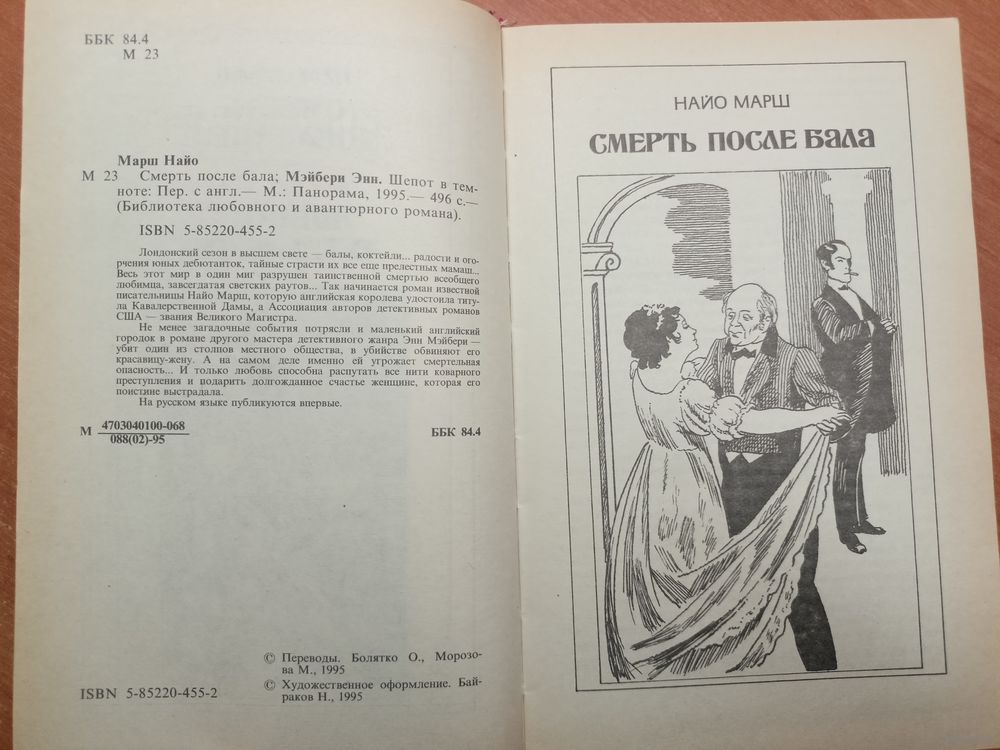 ББК 84.4
М 23
Марш Найо
М 23 Смерть после бала; Мэйбери Энн. Шепот в тем-
ноте: Пер. с англ.— М.: Панорама, 1995.— 496 с.—
(Библиотека любовного и авантюрного романа).
ISBN 5-85220-455-2
Лондонский сезон в высшем свете — балы, коктейли... радости и ого-
рчения юных дебютанток, тайные страсти их все еще прелестных мамаш...
Весь этот мир в один миг разрушен таинственной смертью всеобщего
любимца, завсегдатая светских раутов... Так начинается роман известной
писательницы Найо Марш, которую английская королева удостоила титу-
ла Кавалерственной Дамы, а Ассоциация авторов детективных романов
США — звания Великого Магистра.
Не менее загадочные события потрясли и маленький английский
городок в романе другого мастера детективного жанра Энн Мэйбери —
убит один из столпов местного общества, в убийстве обвиняют его
красавицу-жену. А на самом деле именно ей угрожает смертельная
опасность... И только любовь способна распутать все нити коварного
преступления и подарить долгожданное счастье женщине, которая его
поистине выстрадала.
На русском языке публикуются впервые.
М 4703040100-068
088(02)-95
ББК 84.4
© Переводы. Болятко О., Морозо-
ва М., 1995
© Художественное оформление. Бай-
раков Н., 1995
ISBN 5-85220-455-2
НАЙО МАРШ
СМЕРТЬ ПОСЛЕ БАЛА